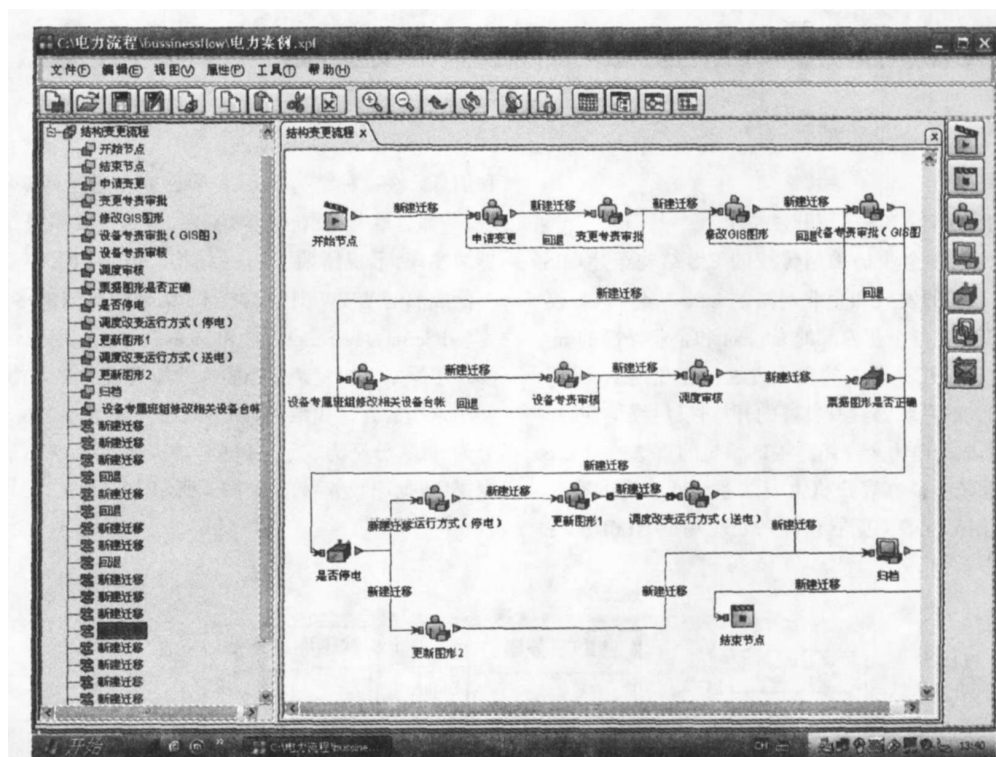 C:\电力流程\bussinessflow\电力案例.xpl
文件(F) 编辑(E) 视图(V) 属性(P) 工具(T) 帮助(H)
结构变更流程
开始节点
结束节点
申请变更
变更专责审批
修改GIS图形
设备专责审批(GIS图)
设备专责审核
调度审核
票据图形是否正确
是否停电
调度改变运行方式(停电)
更新图形1
调度改变运行方式(送电)
更新图形2
归档
设备专属班组修改相关设备台帐
新建迁移
新建迁移
新建迁移
回退
新建迁移
回退
新建迁移
新建迁移
回退
新建迁移
新建迁移
新建迁移
新建迁移
新建迁移
新建迁移
新建迁移
结构变更流程 x
新建迁移 新建迁移 新建迁移 新建迁移
开始节点 申请变更 回退 变更专责审批 修改GIS图形 回退 设备专责审批(GIS图
新建迁移 回退
新建迁移 新建迁移 新建迁移
设备专属班组修改相关设备台帐 回退 设备专责审核 调度审核 票据图形是否正确
新建迁移
新建迁移 新建迁移
新建迁移 运行方式(停电) 更新图形1 调度改变运行方式(送电) 新建迁移
是否停电 归档
新建迁移 新建迁移 新建迁移
更新图形2 结束节点
开始 C:\电力流程\bussine... CH 13:40